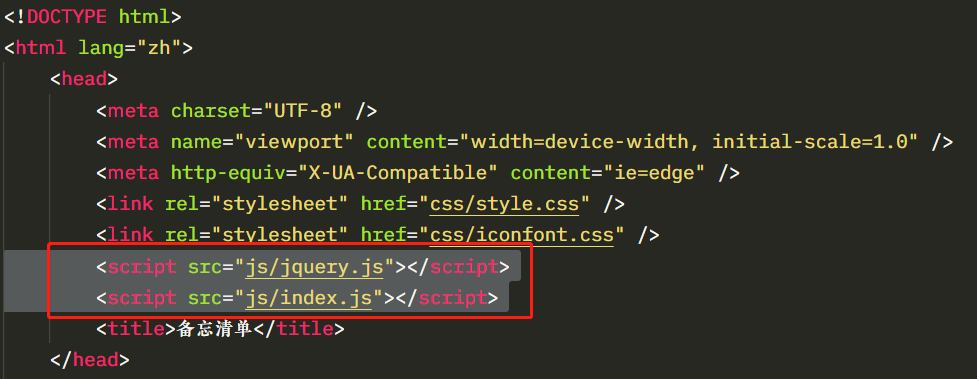 <!DOCTYPE html>
<html lang="zh">
<head>
<meta charset="UTF-8" />
<meta name="viewport" content="width=device-width, initial-scale=1.0" />
<meta http-equiv="X-UA-Compatible" content="ie=edge" />
<link rel="stylesheet" href="css/style.css" />
<link rel="stylesheet" href="css/iconfont.css" />
<script src="js/jquery.js"></script>
<script src="js/index.js"></script>
<title>备忘清单</title>
</head>